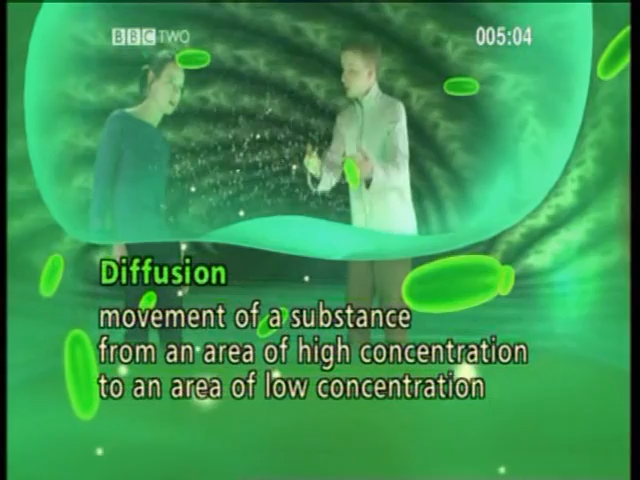 BBC TWO
005:04
Diffusion
movement of a substance
from an area of high concentration
to an area of low concentration